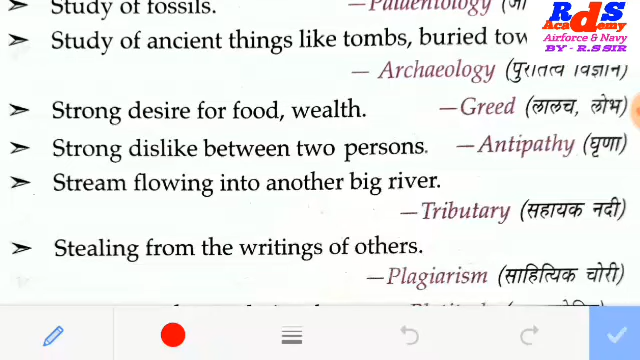 Study of fossils.
—Palaeontology
RdS
Academy
Airforce & Navy
BY - R.S SIR
Study of ancient things like tombs, buried tow
— Archaeology (पुरातत्व विज्ञान)
Strong desire for food, wealth. —Greed (लालच, लोभ)
Strong dislike between two persons. —Antipathy (घृणा)
Stream flowing into another big river.
—Tributary (सहायक नदी)
Stealing from the writings of others.
—Plagiarism (साहित्यिक चोरी)